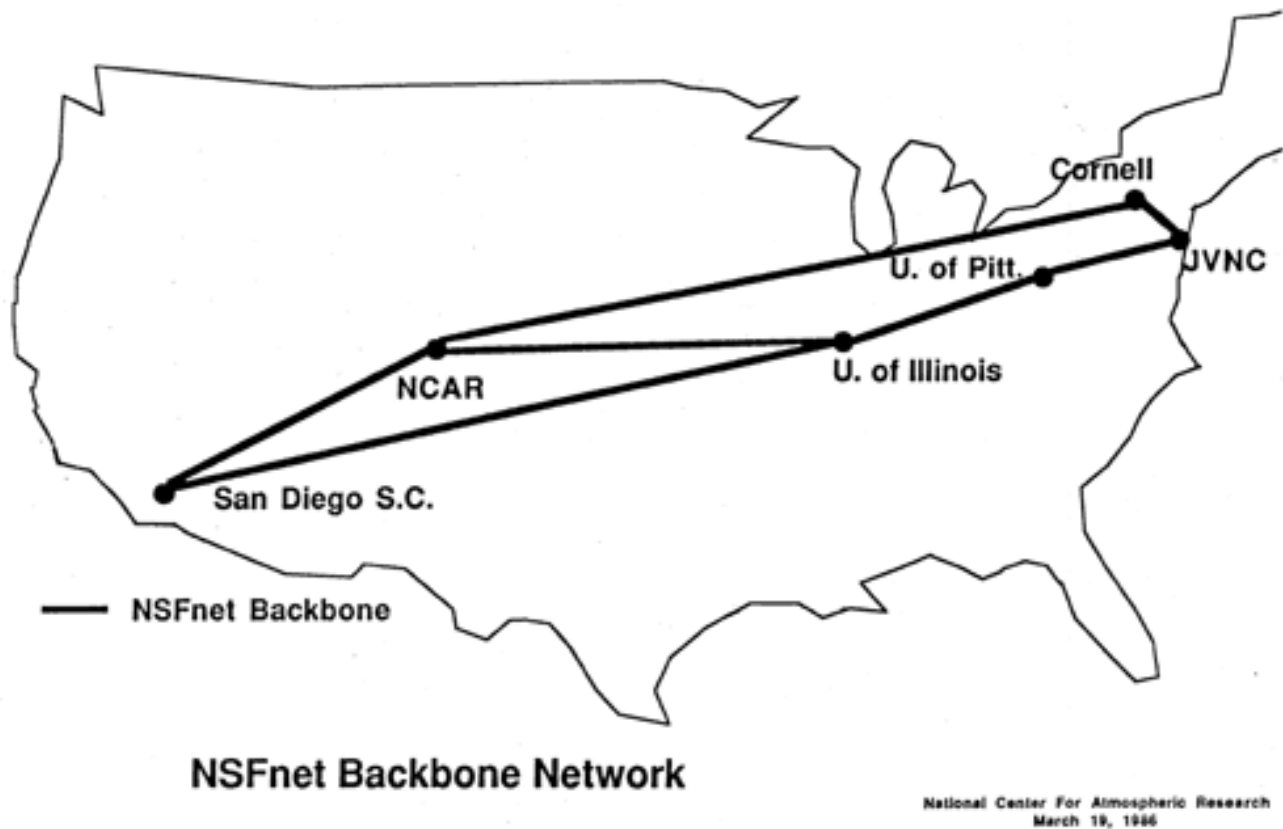 Cornell
U. of Pitt.
JVNC
U. of Illinois
NCAR
San Diego S.C.
NSFnet Backbone
NSFnet Backbone Network
National Center For Atmospheric Research
March 19, 1986